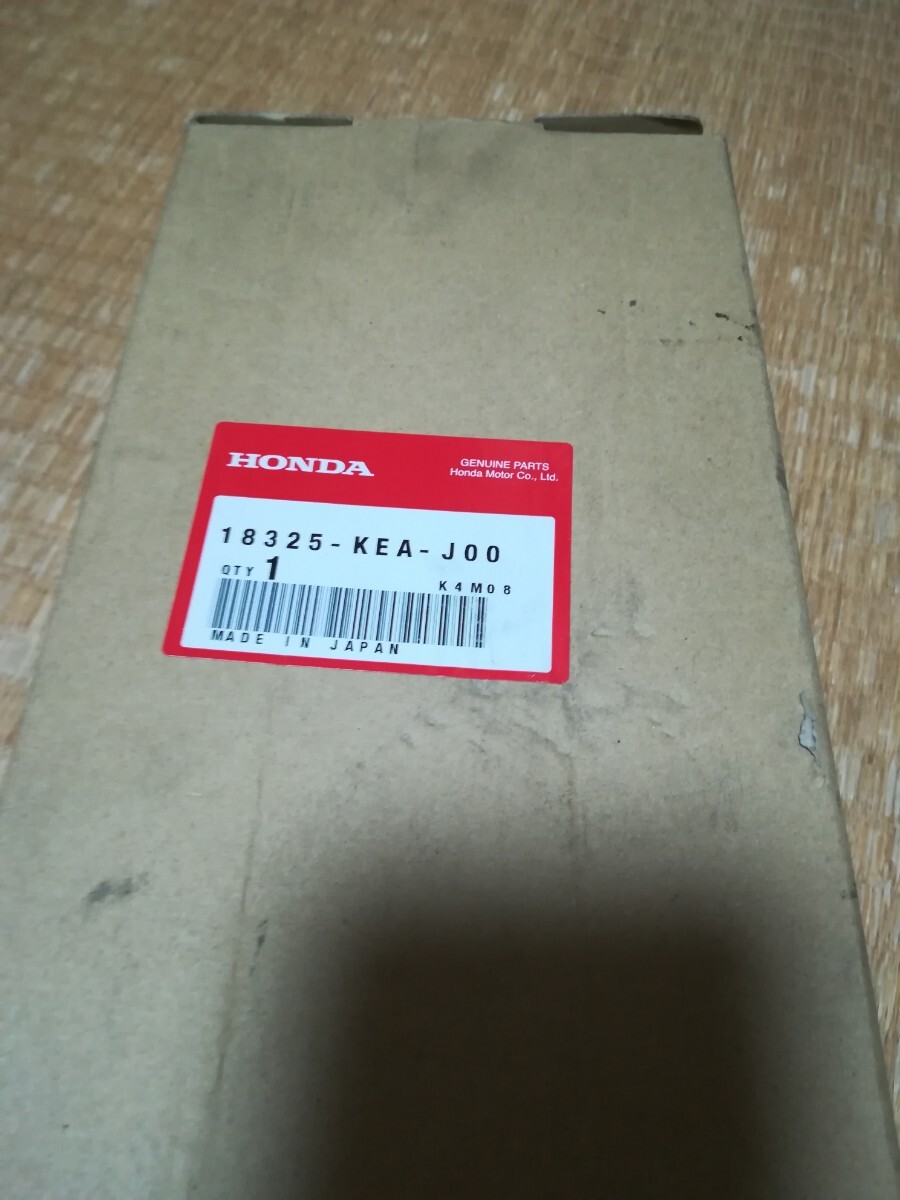 HONDA
GENUINE PARTS
Honda Motor Co., Ltd.
18325-KEA-J00
QTY 1
K4M08
MADE IN JAPAN